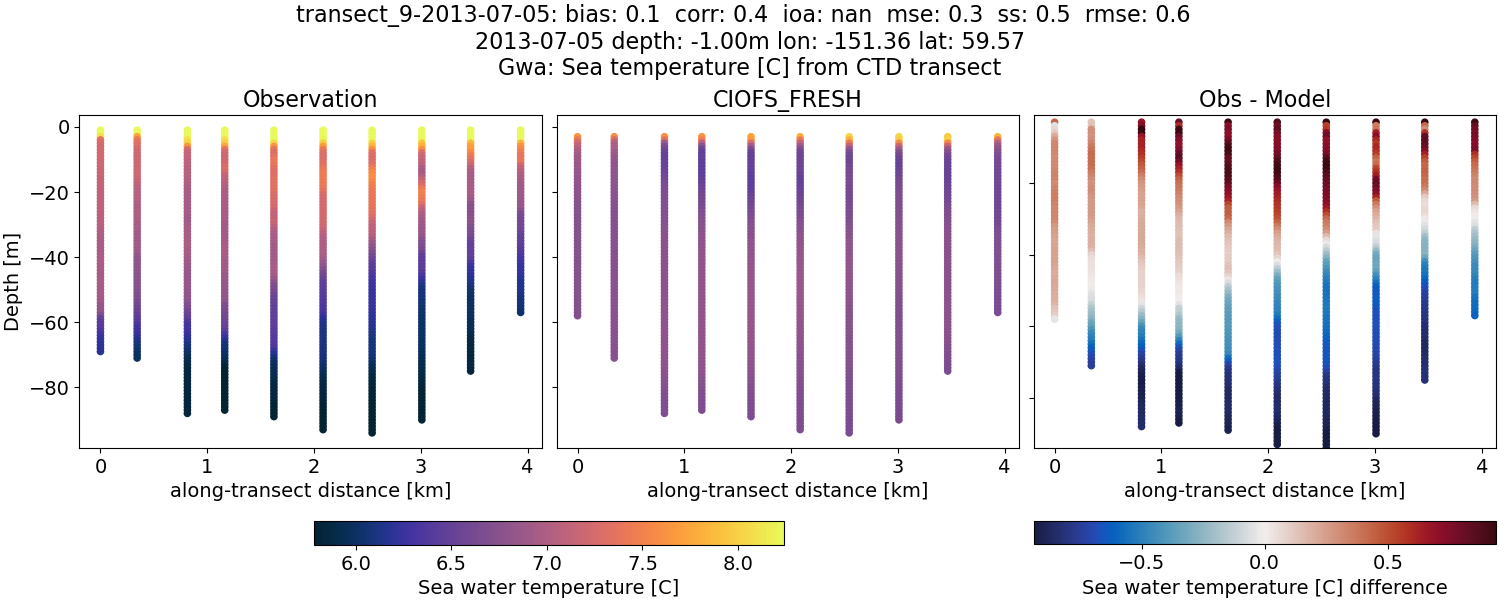 transect_9-2013-07-05: bias: 0.1  corr: 0.4  ioa: nan  mse: 0.3  ss: 0.5  rmse: 0.6
2013-07-05 depth: -1.00m lon: -151.36 lat: 59.57
Gwa: Sea temperature [C] from CTD transect
Observation
CIOFS_FRESH
Obs - Model
Depth [m]
0
−20
−40
−60
−80
0 1 2 3 4
0 1 2 3 4
0 1 2 3 4
along-transect distance [km]
along-transect distance [km]
along-transect distance [km]
6.0 6.5 7.0 7.5 8.0
Sea water temperature [C]
−0.5 0.0 0.5
Sea water temperature [C] difference